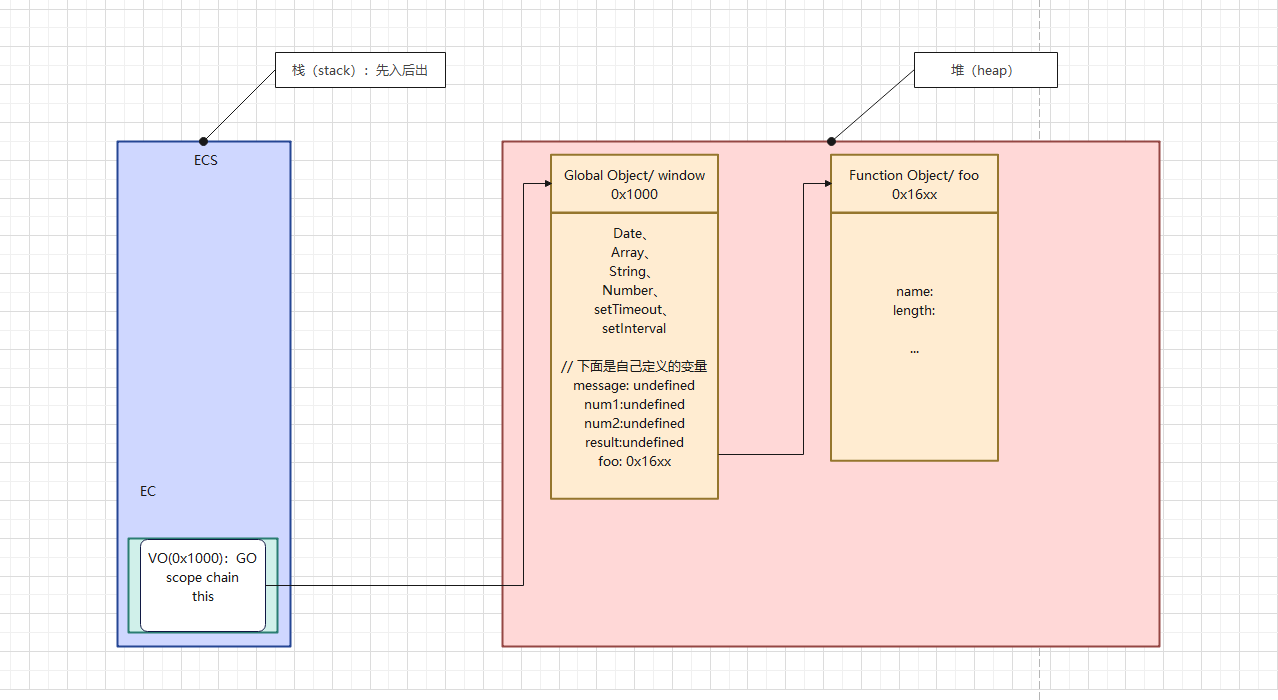 栈（stack）：先入后出
堆（heap）
ECS
EC
VO(0x1000)：GO
scope chain
this
Global Object/ window
0x1000
Date、
Array、
String、
Number、
setTimeout、
setInterval
// 下面是自己定义的变量
message: undefined
num1:undefined
num2:undefined
result:undefined
foo: 0x16xx
Function Object/ foo
0x16xx
name:
length:
...